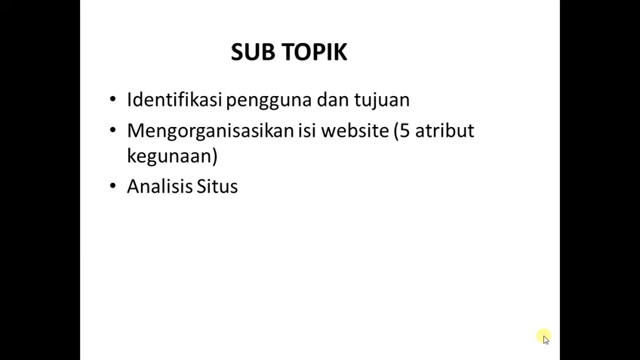 SUB TOPIK
• Identifikasi pengguna dan tujuan
• Mengorganisasikan isi website (5 atribut
kegunaan)
• Analisis Situs